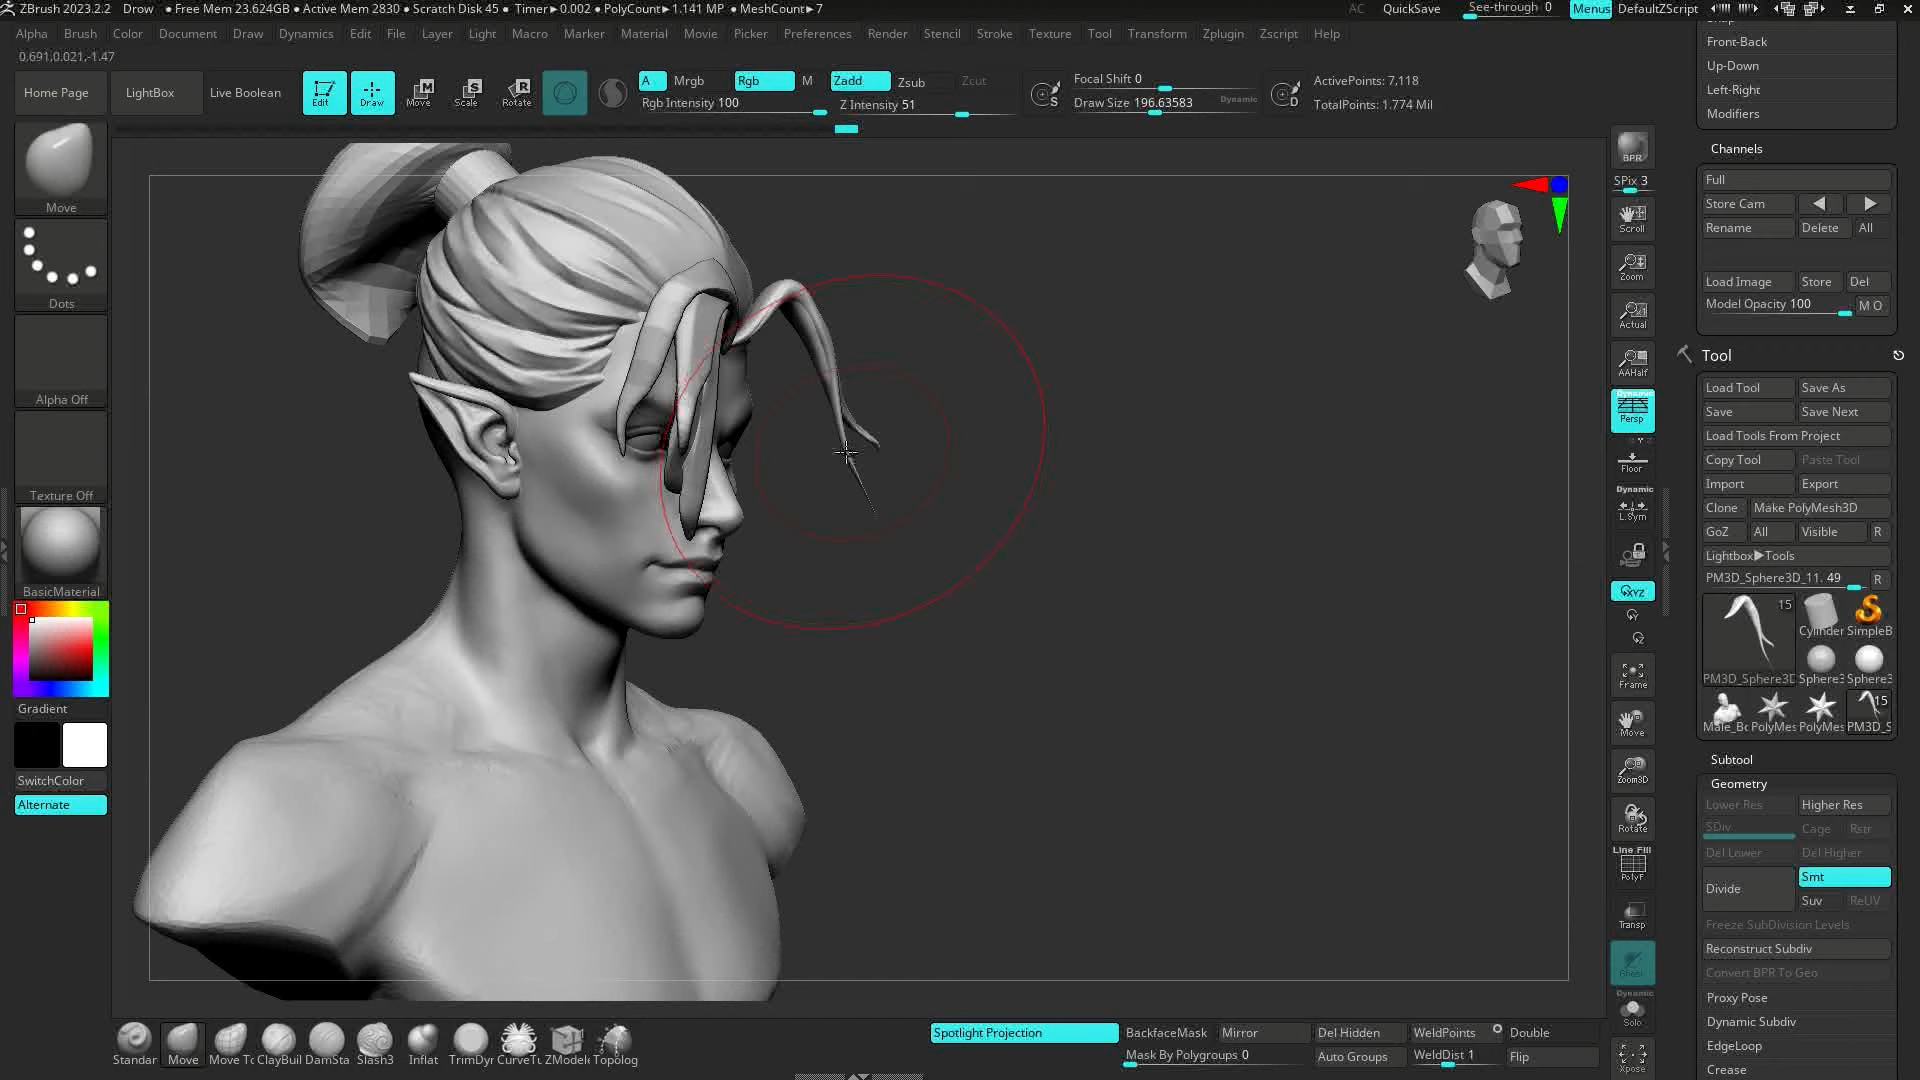 ZBrush 2023.2.2 Drow • Free Mem 23.624GB • Active Mem 2830 • Scratch Disk 45 • Timer▸0.002 • PolyCount▸1.141 MP • MeshCount▸7 AC QuickSave See-through 0 Menus DefaultZScript
Alpha Brush Color Document Draw Dynamics Edit File Layer Light Macro Marker Material Movie Picker Preferences Render Stencil Stroke Texture Tool Transform Zplugin Zscript Help
0.691,0.021,-1.47
Home Page LightBox Live Boolean Edit Draw Move Scale Rotate
A Mrgb Rgb M Zadd Zsub Zcut
Rgb Intensity 100 Z Intensity 51
Focal Shift 0
Draw Size 196.63583 Dynamic
ActivePoints: 7,118
TotalPoints: 1.774 Mil
Move
Dots
Alpha Off
Texture Off
BasicMaterial
Gradient
SwitchColor
Alternate
BPR
SPix 3
Scroll
Zoom
Actual
AAHalf
Dynamic
Persp
Floor
Dynamic
L.Sym
XYZ
Frame
Move
Zoom3D
Rotate
Line Fill
PolyF
Transp
Dynamic
Solo
Xpose
Front-Back
Up-Down
Left-Right
Modifiers
Channels
Full
Store Cam
Rename Delete All
Load Image Store Del
Model Opacity 100 M O
Tool
Load Tool Save As
Save Save Next
Load Tools From Project
Copy Tool Paste Tool
Import Export
Clone Make PolyMesh3D
GoZ All Visible R
Lightbox▸Tools
PM3D_Sphere3D_11. 49 R
15
Cylinder SimpleB
PM3D_Sphere3D Sphere3 Sphere3
15
Male_Bc PolyMes PolyMes PM3D_S
Subtool
Geometry
Lower Res Higher Res
SDiv Cage Rstr
Del Lower Del Higher
Divide Smt
Suv ReUV
Freeze SubDivision Levels
Reconstruct Subdiv
Convert BPR To Geo
Proxy Pose
Dynamic Subdiv
EdgeLoop
Crease
Standar Move Move Tc ClayBuil DamSta Slash3 Inflat TrimDyr CurveTu ZModele Topolog
Spotlight Projection BackfaceMask Mirror Del Hidden WeldPoints Double
Mask By Polygroups 0 Auto Groups WeldDist 1 Flip